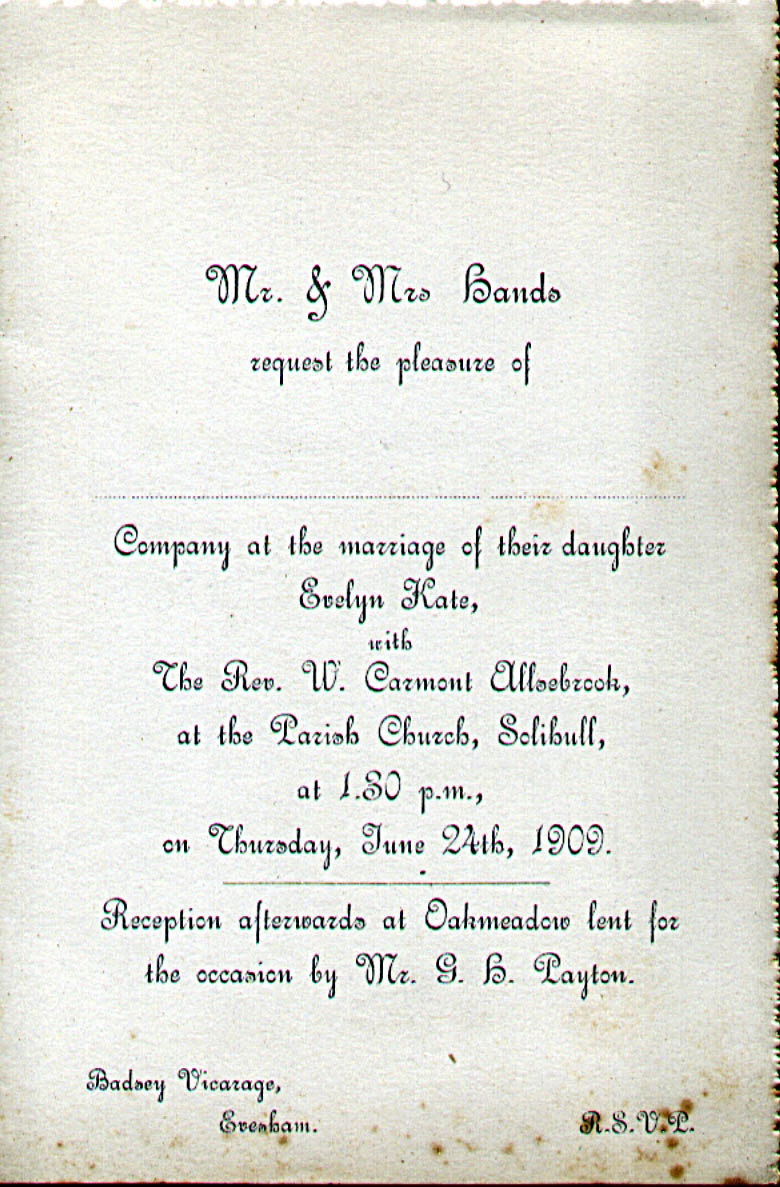 Mr. & Mrs Hands
request the pleasure of
Company at the marriage of their daughter
Evelyn Kate,
with
The Rev. W. Carmont Allsebrook,
at the Parish Church, Solihull,
at 1.30 p.m.,
on Thursday, June 24th, 1909.
Reception afterwards at Oakmeadow lent for
the occasion by Mr. G. H. Payton.
Badsey Vicarage,
Evesham.
R.S.V.P.